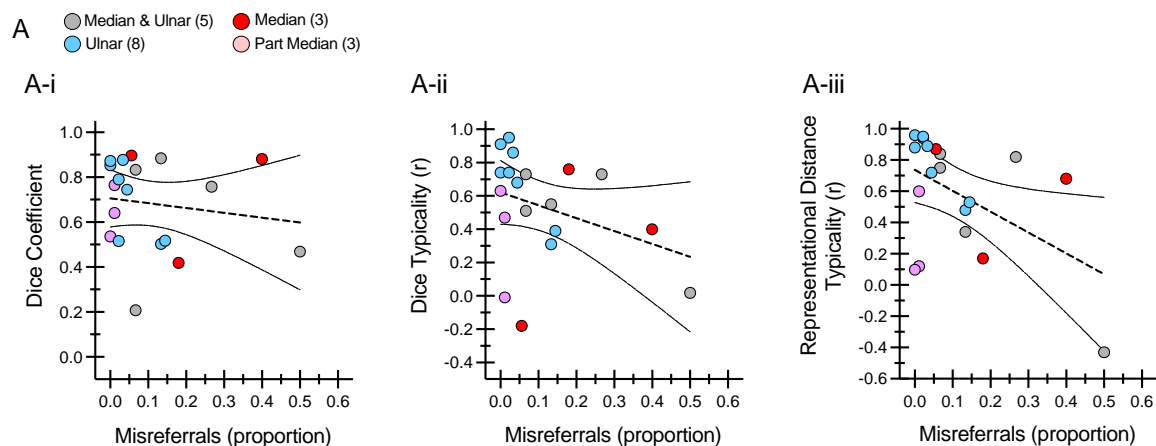 A
Median & Ulnar (5) Median (3)
Ulnar (8) Part Median (3)
A-i
Dice Coefficient
1.0
0.8
0.6
0.4
0.2
0.0
0.0 0.1 0.2 0.3 0.4 0.5 0.6
Misreferrals (proportion)
A-ii
Dice Typicality (r)
1.0
0.8
0.6
0.4
0.2
0.0
-0.2
-0.4
0.0 0.1 0.2 0.3 0.4 0.5 0.6
Misreferrals (proportion)
A-iii
Representational Distance
Typicality (r)
1.0
0.8
0.6
0.4
0.2
0.0
-0.2
-0.4
-0.6
0.0 0.1 0.2 0.3 0.4 0.5 0.6
Misreferrals (proportion)